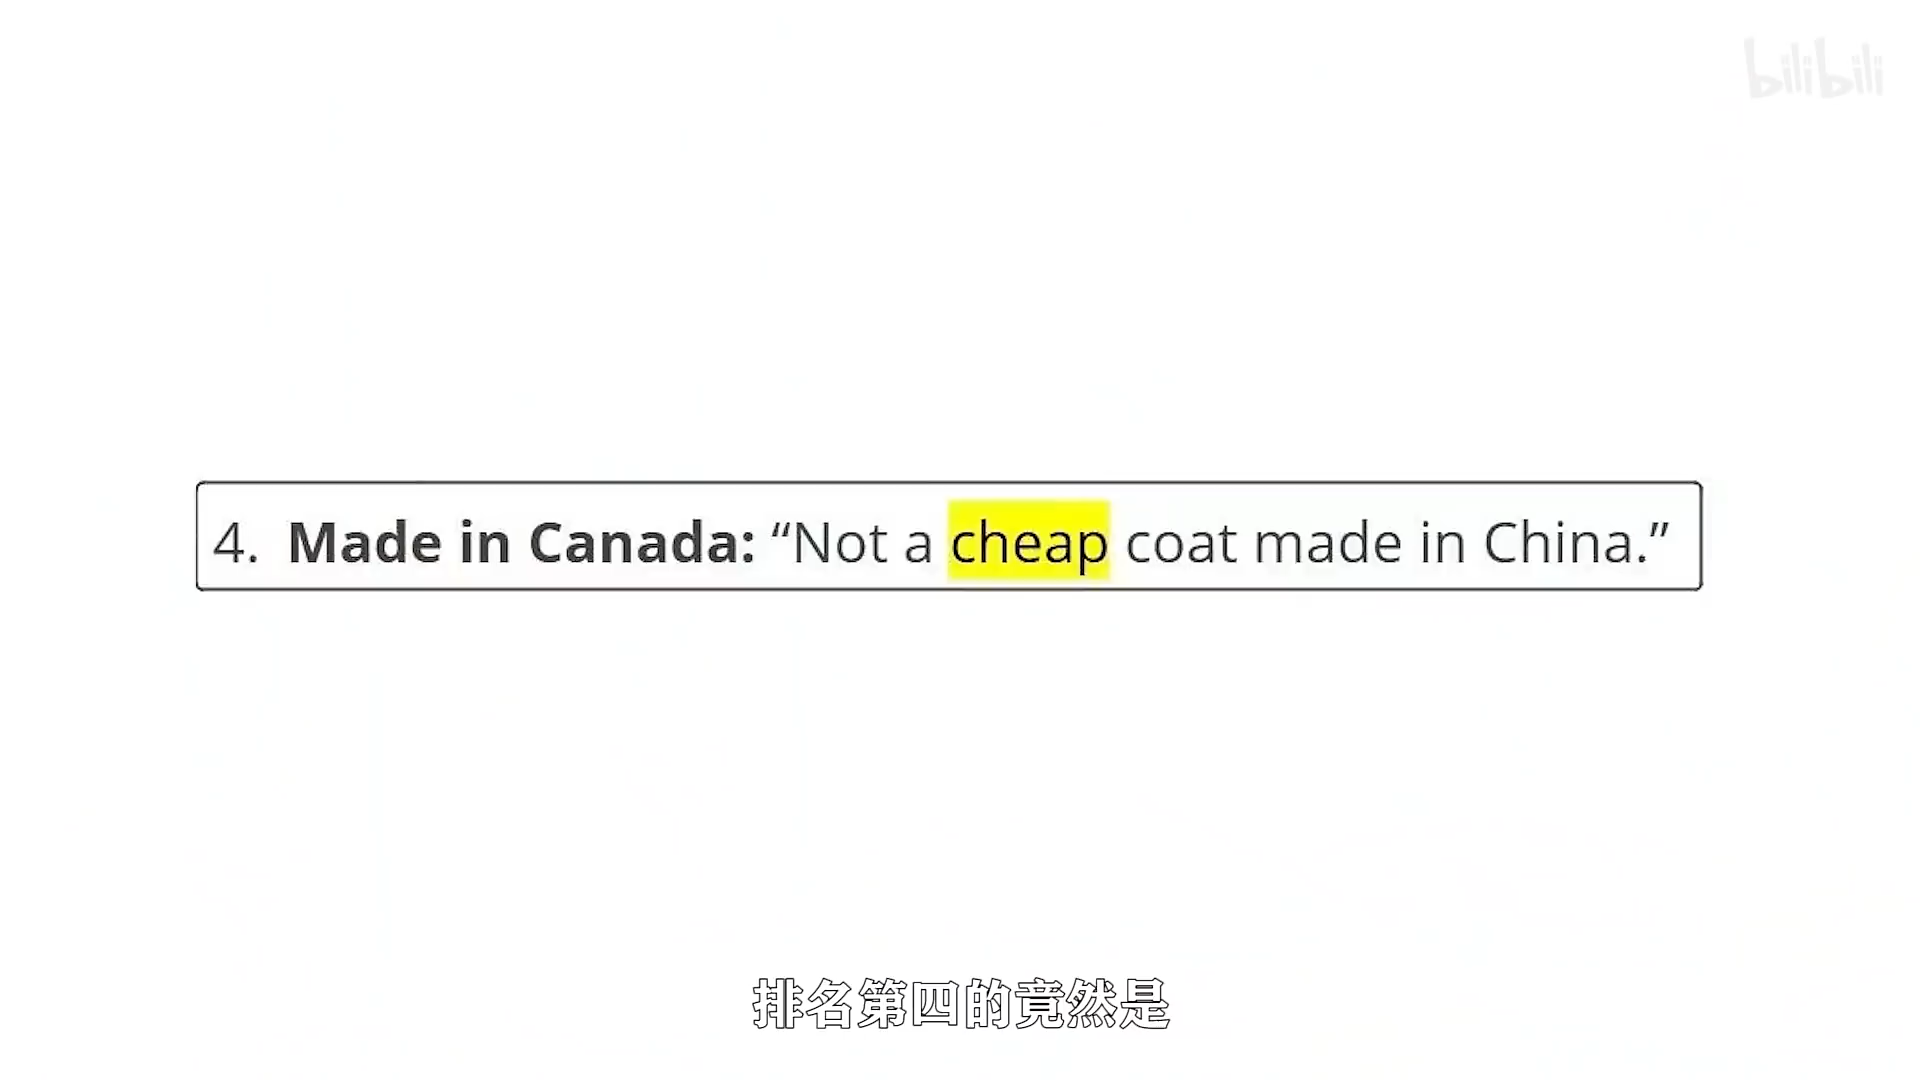 bilibili
4. Made in Canada: “Not a cheap coat made in China.”
排名第四的竟然是